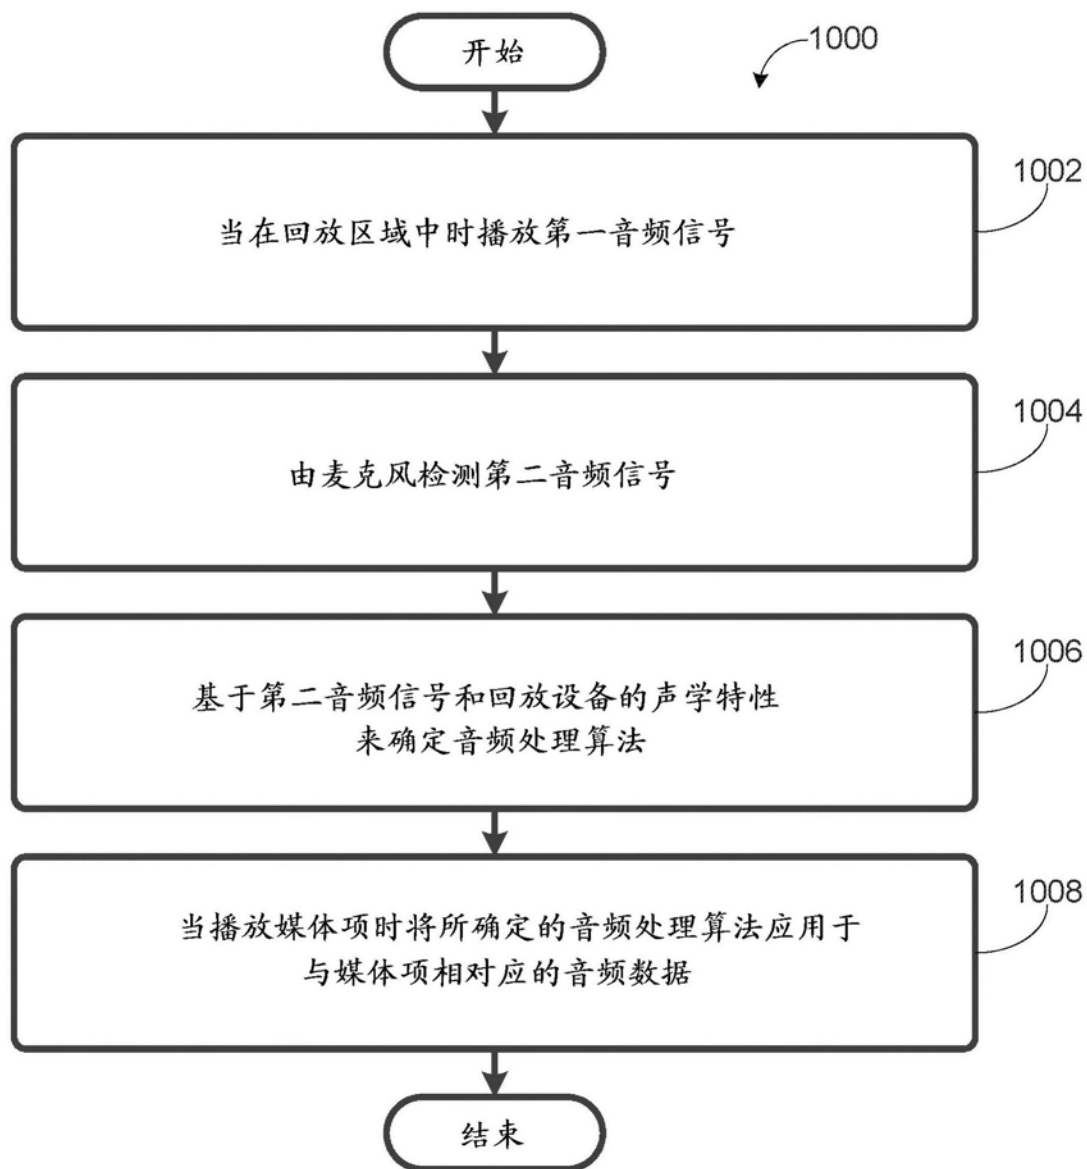 开始
1000
1002
当在回放区域中时播放第一音频信号
1004
由麦克风检测第二音频信号
1006
基于第二音频信号和回放设备的声学特性
来确定音频处理算法
1008
当播放媒体项时将所确定的音频处理算法应用于
与媒体项相对应的音频数据
结束